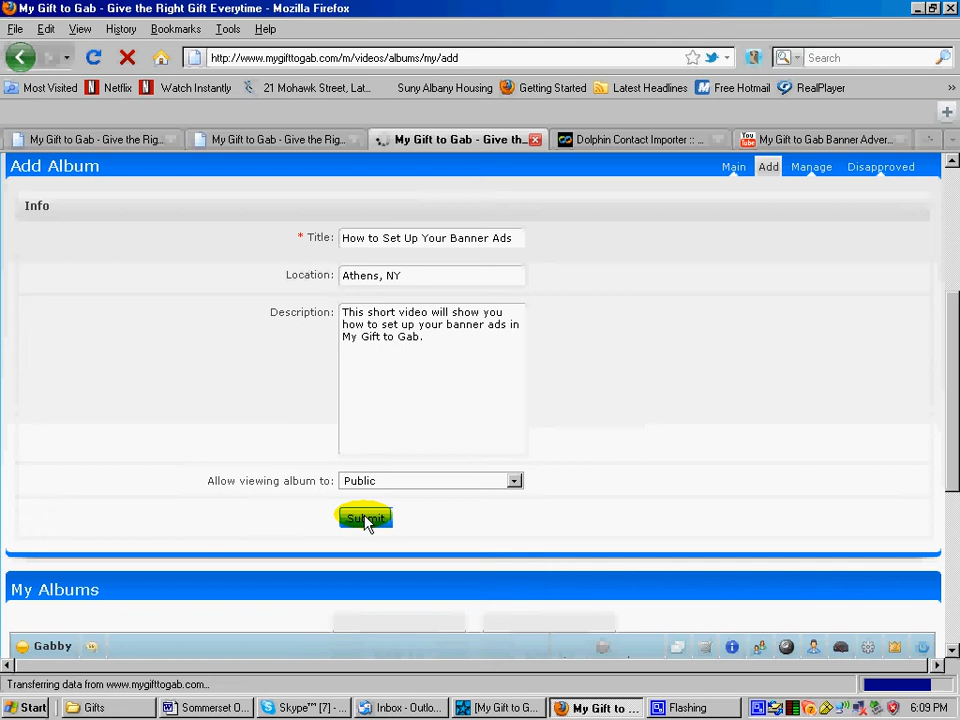 My Gift to Gab - Give the Right Gift Everytime - Mozilla Firefox
File Edit View History Bookmarks Tools Help
http://www.mygifttogab.com/m/videos/albums/my/add
Search
Most Visited Netflix Watch Instantly 21 Mohawk Street, Lat... Suny Albany Housing Getting Started Latest Headlines Free Hotmail RealPlayer »
My Gift to Gab - Give the Rig... My Gift to Gab - Give the Rig... My Gift to Gab - Give th... Dolphin Contact Importer :: ... You Tube My Gift to Gab Banner Adver...
Add Album Main Add Manage Disapproved
Info
* Title: How to Set Up Your Banner Ads
Location: Athens, NY
Description: This short video will show you
how to set up your banner ads in
My Gift to Gab.
Allow viewing album to: Public
Submit
My Albums
Gabby
Transferring data from www.mygifttogab.com...
Start Gifts Sommerset O... Skype™ [7] - ... Inbox - Outlo... [My Gift to G... My Gift to ... Flashing 6:09 PM